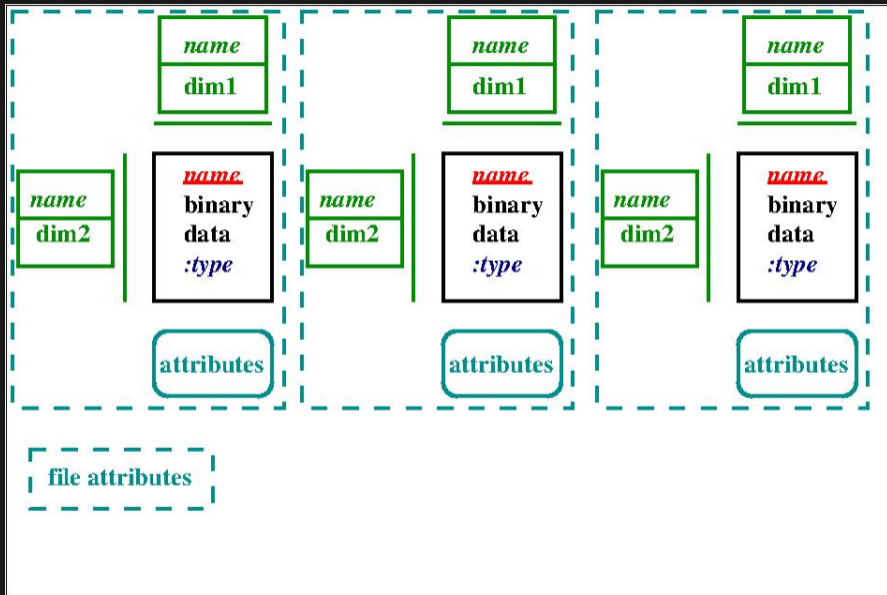 name
dim1
name
dim2
name
binary
data
:type
attributes
name
dim1
name
dim2
name
binary
data
:type
attributes
name
dim1
name
dim2
name
binary
data
:type
attributes
file attributes